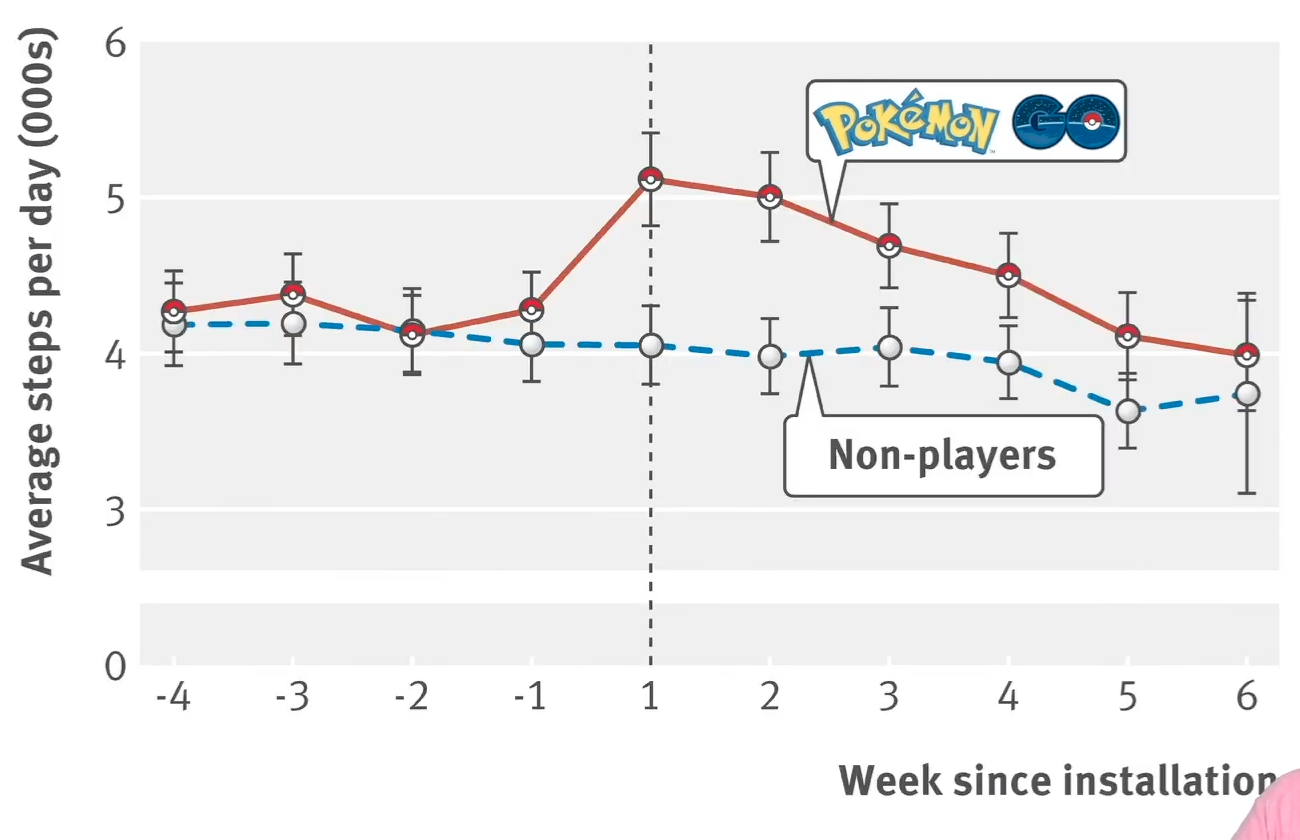 Average steps per day (000s)
6
5
4
3
0
POKéMON GO
TM
Non-players
-4 -3 -2 -1 1 2 3 4 5 6
Week since installation